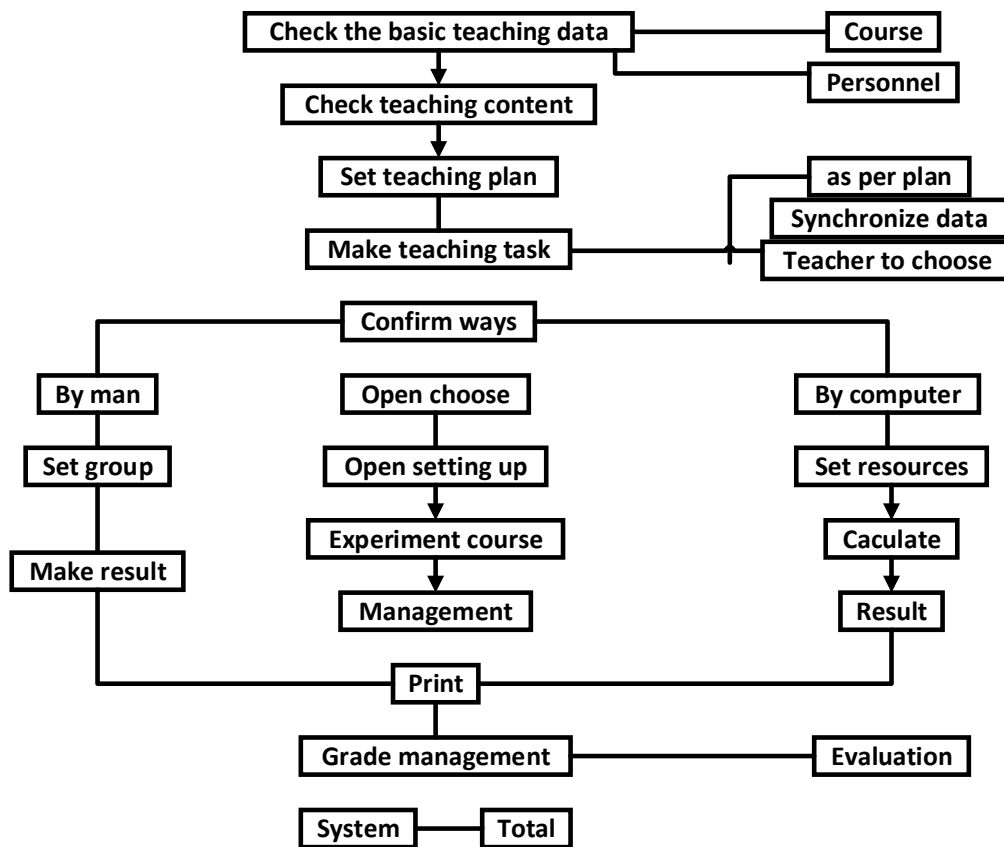 Check the basic teaching data
Course
Personnel
Check teaching content
Set teaching plan
as per plan
Synchronize data
Make teaching task
Teacher to choose
Confirm ways
By man
Open choose
By computer
Set group
Open setting up
Set resources
Experiment course
Caculate
Make result
Management
Result
Print
Grade management
Evaluation
System
Total